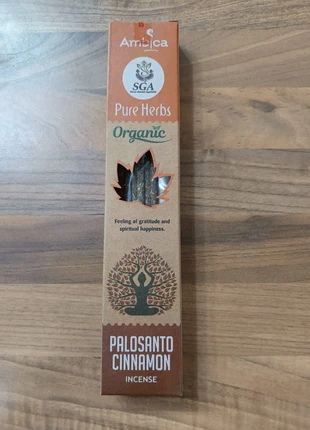 Ambica
SGA
Pure Herbs
Organic
Feeling of gratitude and
spiritual happiness.
PALOSANTO
CINNAMON
INCENSE